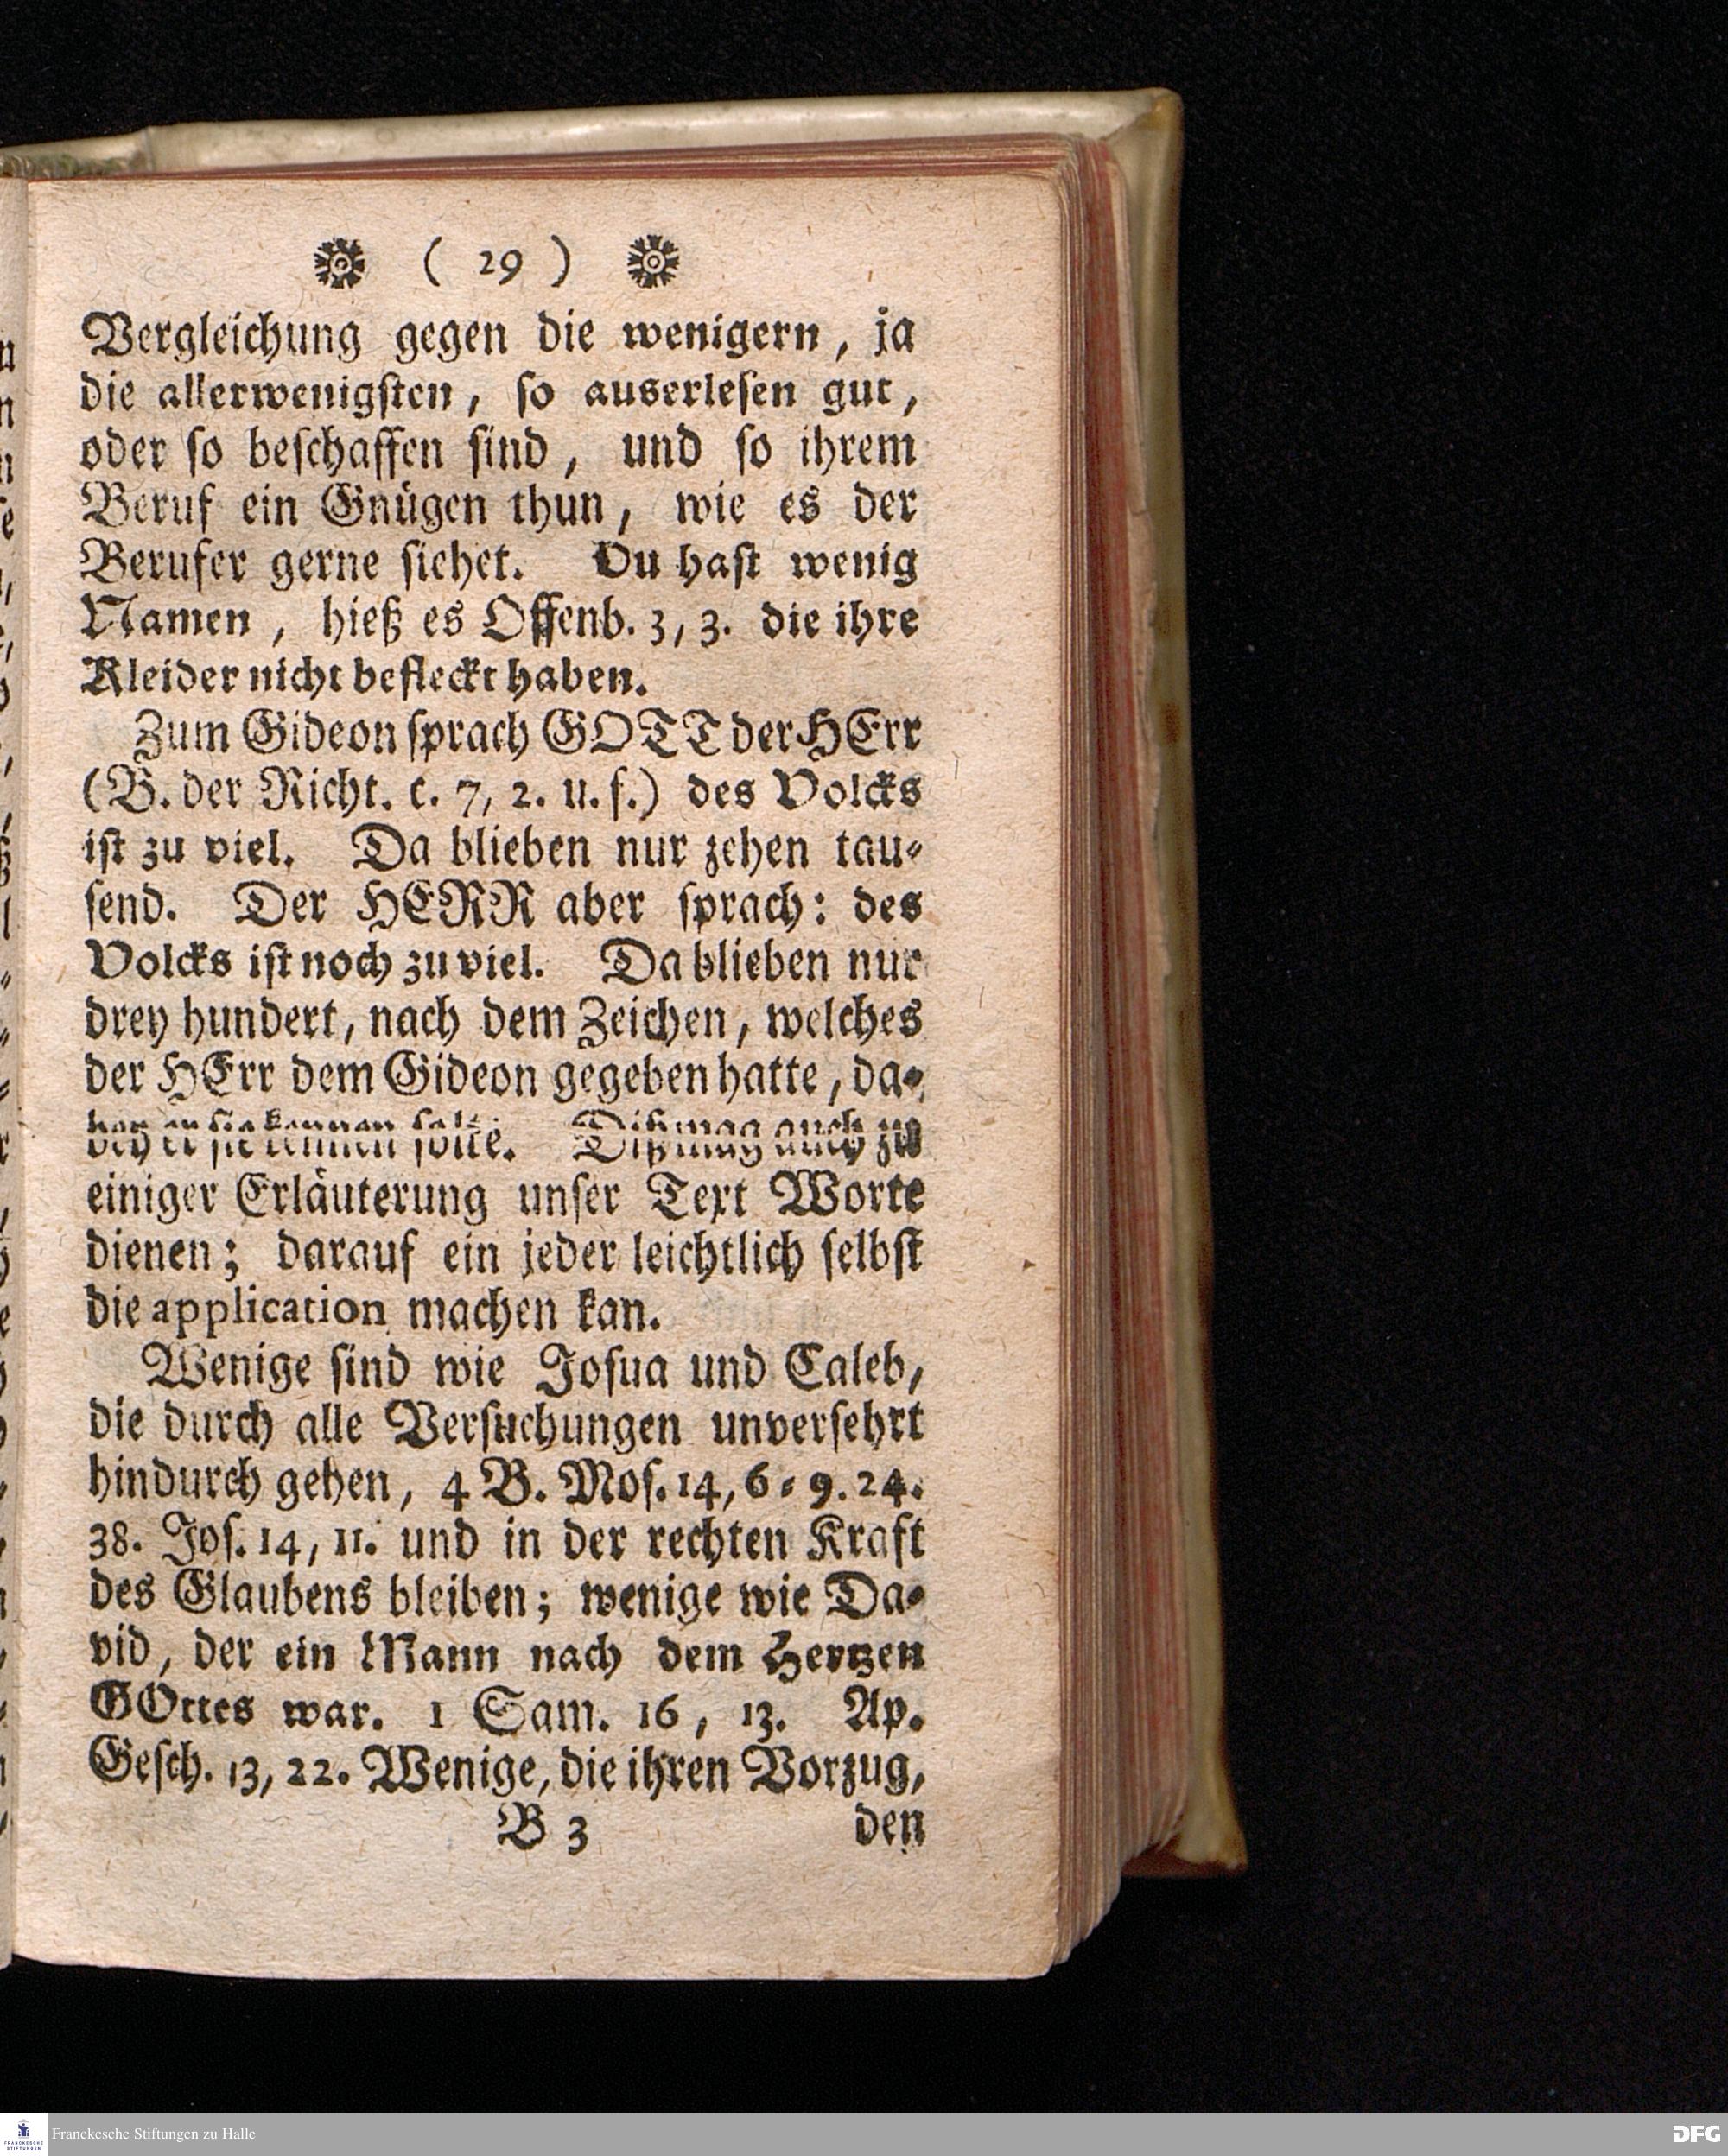 ( 29 )
Vergleichung gegen die wenigern, ja
die allerwenigsten, so auserlesen gut,
oder so beschaffen sind, und so ihrem
Beruf ein Gnügen thun, wie es der
Berufer gerne siehet. Du hast wenig
Namen, hieß es Offenb. 3, 3. die ihre
Kleider nicht befleckt haben.
Zum Gideon sprach GOTT der HErr
(B. der Richt. c. 7, 2. u. f.) des Volcks
ist zu viel. Da blieben nur zehen tau-
send. Der HERR aber sprach: des
Volcks ist noch zu viel. Da blieben nur
drey hundert, nach dem Zeichen, welches
der HErr dem Gideon gegeben hatte, da-
bey er sie kennen solte. Diß mag auch zu
einiger Erläuterung unser Text Worte
dienen; darauf ein jeder leichtlich selbst
die application machen kan.
Wenige sind wie Josua und Caleb,
die durch alle Versuchungen unversehrt
hindurch gehen, 4 B. Mos. 14, 6-9. 24.
38. Jos. 14, 11. und in der rechten Kraft
des Glaubens bleiben; wenige wie Da-
vid, der ein Mann nach dem Hertzen
GOttes war. 1 Sam. 16, 13. Ap.
Gesch. 13, 22. Wenige, die ihren Vorzug,
B 3 den
Franckesche Stiftungen zu Halle
DFG